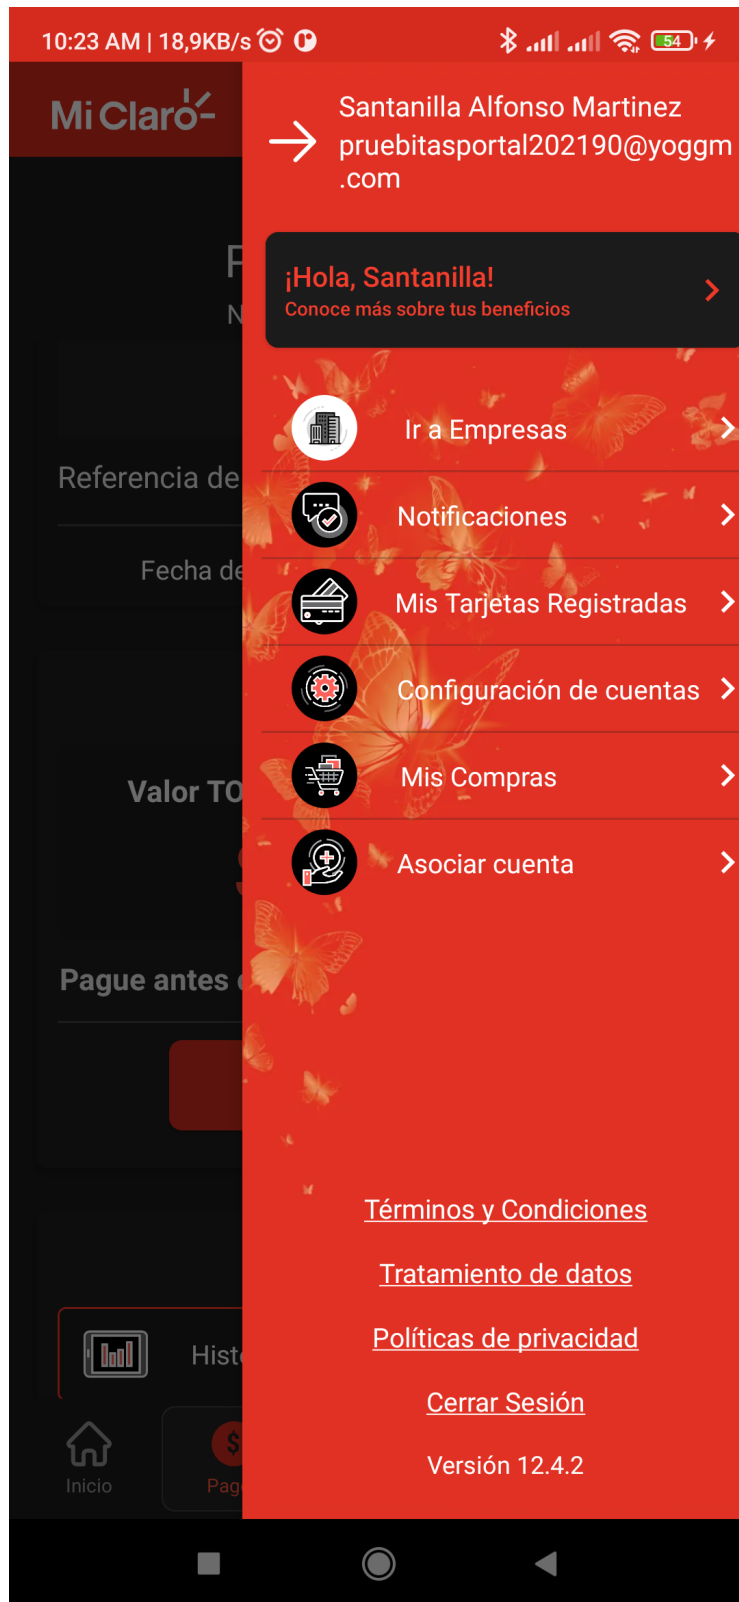 10:23 AM | 18,9KB/s
54
Mi Claro
Santanilla Alfonso Martinez
pruebitasportal202190@yoggm
.com
¡Hola, Santanilla!
Conoce más sobre tus beneficios
Ir a Empresas
Referencia de
Notificaciones
Fecha de
Mis Tarjetas Registradas
Configuración de cuentas
Valor TO
Mis Compras
Asociar cuenta
Pague antes
Términos y Condiciones
Tratamiento de datos
Políticas de privacidad
Hist
Cerrar Sesión
$
Versión 12.4.2
Inicio
Pag